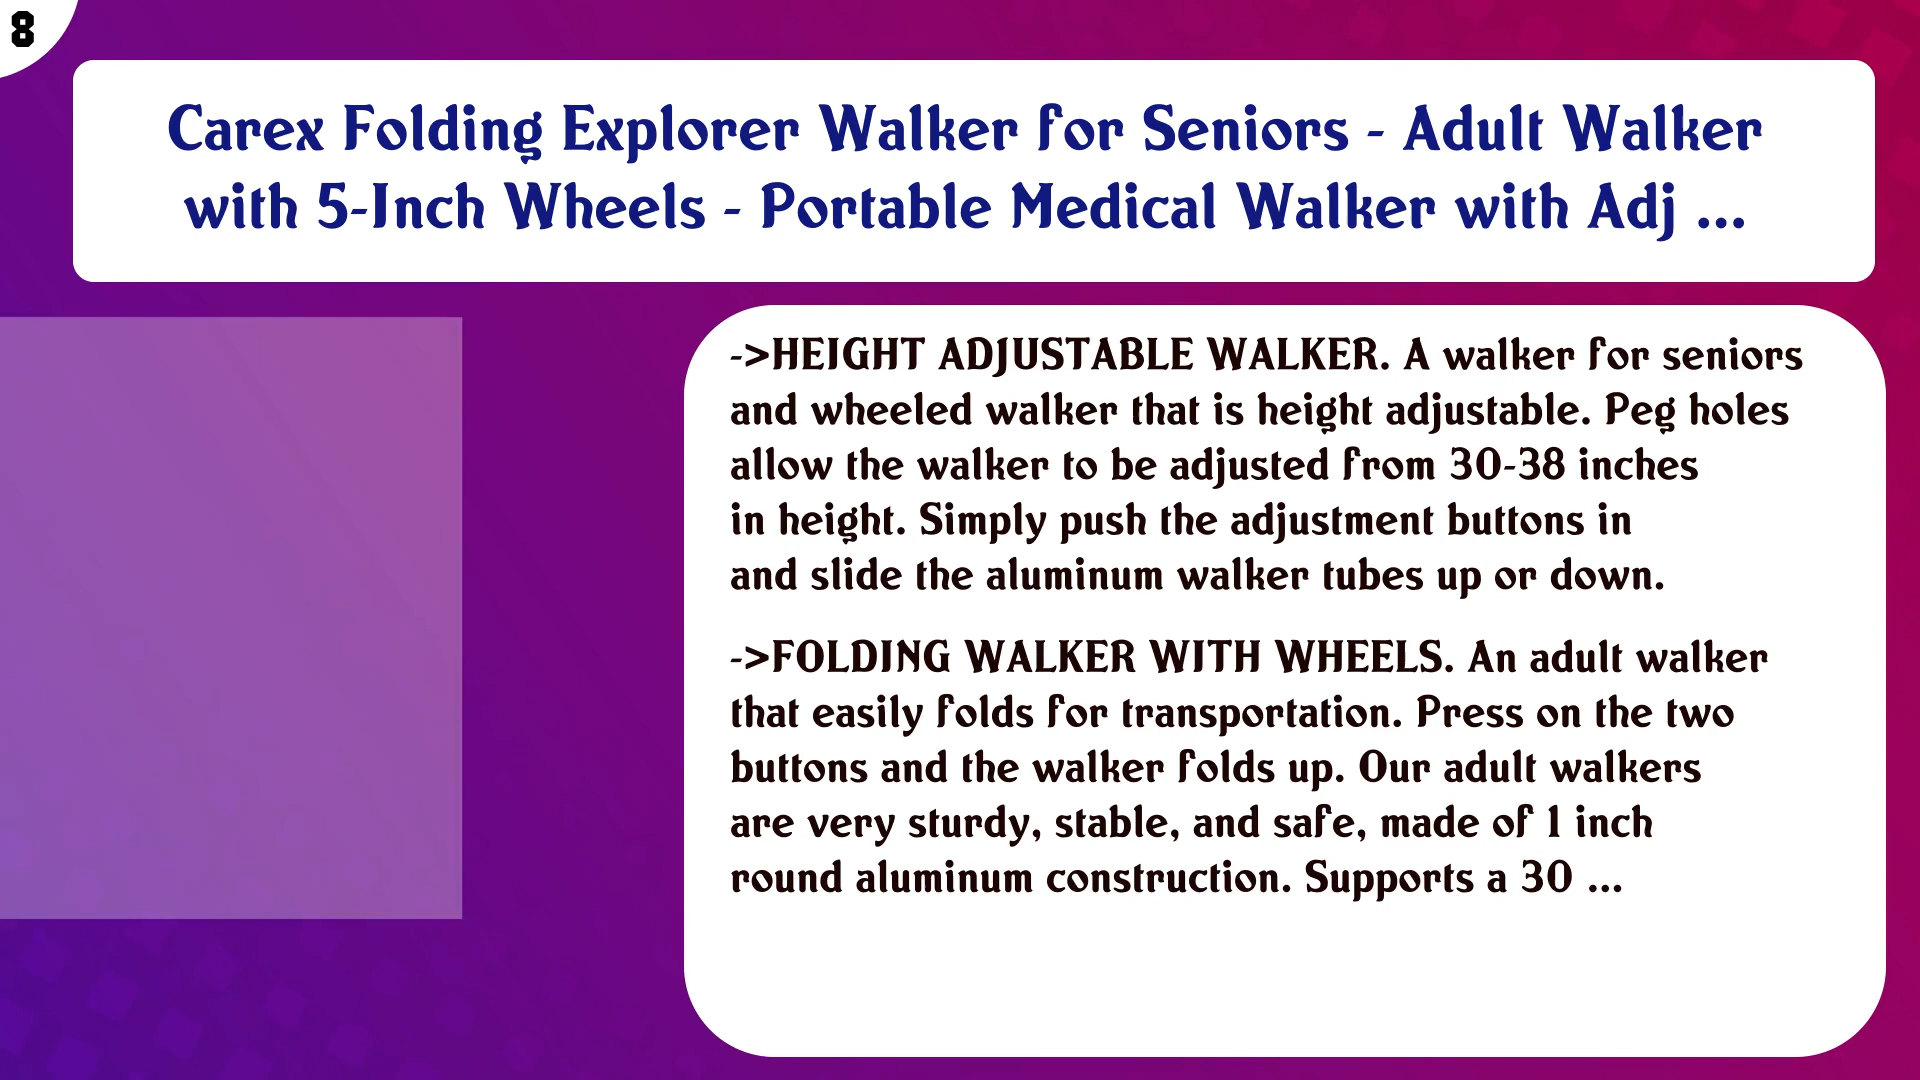 8
Carex Folding Explorer Walker for Seniors - Adult Walker
with 5-Inch Wheels - Portable Medical Walker with Adj ...
->HEIGHT ADJUSTABLE WALKER. A walker for seniors
and wheeled walker that is height adjustable. Peg holes
allow the walker to be adjusted from 30-38 inches
in height. Simply push the adjustment buttons in
and slide the aluminum walker tubes up or down.
->FOLDING WALKER WITH WHEELS. An adult walker
that easily folds for transportation. Press on the two
buttons and the walker folds up. Our adult walkers
are very sturdy, stable, and safe, made of 1 inch
round aluminum construction. Supports a 30 ...